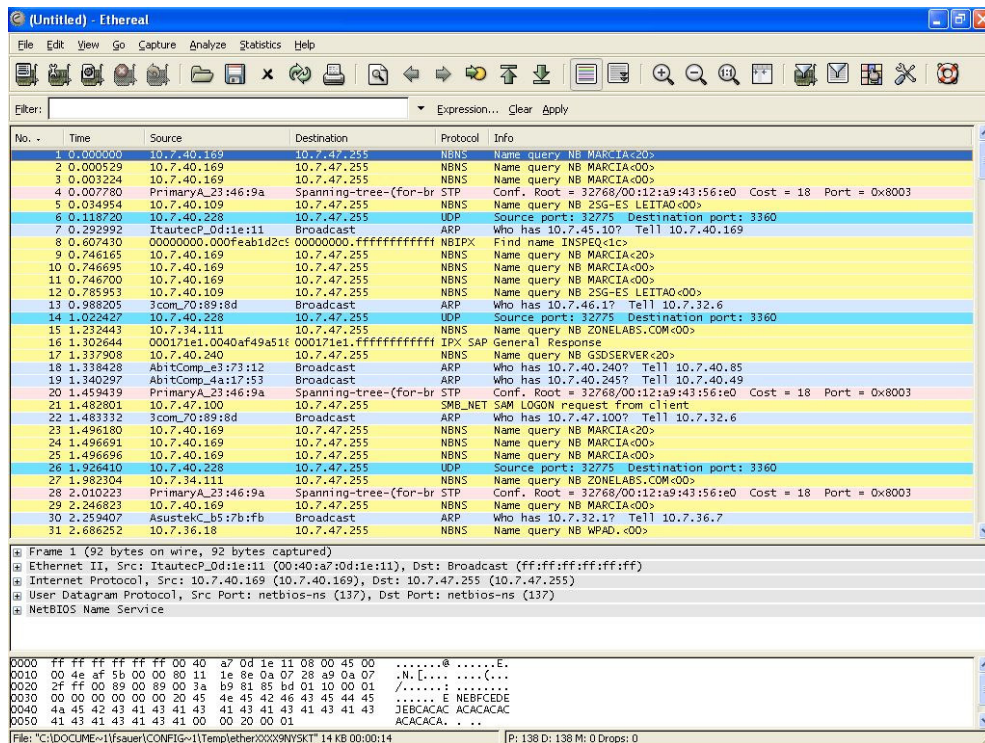 (Untitled) - Ethereal
File Edit View Go Capture Analyze Statistics Help
Filter: Expression... Clear Apply
No. - Time Source Destination Protocol Info
1 0.000000 10.7.40.169 10.7.47.255 NBNS Name query NB MARCIA<20>
2 0.000529 10.7.40.169 10.7.47.255 NBNS Name query NB MARCIA<00>
3 0.003224 10.7.40.169 10.7.47.255 NBNS Name query NB MARCIA<00>
4 0.007780 PrimaryA_23:46:9a Spanning-tree-(for-br STP Conf. Root = 32768/00:12:a9:43:56:e0 Cost = 18 Port = 0x8003
5 0.034954 10.7.40.109 10.7.47.255 NBNS Name query NB 2SG-ES LEITAO<00>
6 0.118720 10.7.40.228 10.7.47.255 UDP Source port: 32775 Destination port: 3360
7 0.292992 ItautecP_0d:1e:11 Broadcast ARP Who has 10.7.45.10? Tell 10.7.40.169
8 0.607430 00000000.000feab1d2c9 00000000.ffffffffffff NBIPX Find name INSPEQ<1c>
9 0.746165 10.7.40.169 10.7.47.255 NBNS Name query NB MARCIA<20>
10 0.746695 10.7.40.169 10.7.47.255 NBNS Name query NB MARCIA<00>
11 0.746700 10.7.40.169 10.7.47.255 NBNS Name query NB MARCIA<00>
12 0.785953 10.7.40.109 10.7.47.255 NBNS Name query NB 2SG-ES LEITAO<00>
13 0.988205 3com_70:89:8d Broadcast ARP Who has 10.7.46.1? Tell 10.7.32.6
14 1.022427 10.7.40.228 10.7.47.255 UDP Source port: 32775 Destination port: 3360
15 1.232443 10.7.34.111 10.7.47.255 NBNS Name query NB ZONELABS.COM<00>
16 1.302644 000171e1.0040af49a518 000171e1.ffffffffffff IPX SAP General Response
17 1.337908 10.7.40.240 10.7.47.255 NBNS Name query NB GSDSERVER<20>
18 1.338428 AbitComp_e3:73:12 Broadcast ARP Who has 10.7.40.240? Tell 10.7.40.85
19 1.340297 AbitComp_4a:17:53 Broadcast ARP Who has 10.7.40.245? Tell 10.7.40.49
20 1.459439 PrimaryA_23:46:9a Spanning-tree-(for-br STP Conf. Root = 32768/00:12:a9:43:56:e0 Cost = 18 Port = 0x8003
21 1.482801 10.7.47.100 10.7.47.255 SMB_NET SAM LOGON request from client
22 1.483332 3com_70:89:8d Broadcast ARP Who has 10.7.47.100? Tell 10.7.32.6
23 1.496180 10.7.40.169 10.7.47.255 NBNS Name query NB MARCIA<20>
24 1.496691 10.7.40.169 10.7.47.255 NBNS Name query NB MARCIA<00>
25 1.496696 10.7.40.169 10.7.47.255 NBNS Name query NB MARCIA<00>
26 1.926410 10.7.40.228 10.7.47.255 UDP Source port: 32775 Destination port: 3360
27 1.982304 10.7.34.111 10.7.47.255 NBNS Name query NB ZONELABS.COM<00>
28 2.010223 PrimaryA_23:46:9a Spanning-tree-(for-br STP Conf. Root = 32768/00:12:a9:43:56:e0 Cost = 18 Port = 0x8003
29 2.246823 10.7.40.169 10.7.47.255 NBNS Name query NB MARCIA<00>
30 2.259407 AsustekC_b5:7b:fb Broadcast ARP Who has 10.7.32.1? Tell 10.7.36.7
31 2.686252 10.7.36.18 10.7.47.255 NBNS Name query NB WPAD.<00>
Frame 1 (92 bytes on wire, 92 bytes captured)
Ethernet II, Src: ItautecP_0d:1e:11 (00:40:a7:0d:1e:11), Dst: Broadcast (ff:ff:ff:ff:ff:ff)
Internet Protocol, Src: 10.7.40.169 (10.7.40.169), Dst: 10.7.47.255 (10.7.47.255)
User Datagram Protocol, Src Port: netbios-ns (137), Dst Port: netbios-ns (137)
NetBIOS Name Service
0000 ff ff ff ff ff ff 00 40 a7 0d 1e 11 08 00 45 00 .......@ ......E.
0010 00 4e af 5b 00 00 80 11 1e 8e 0a 07 28 a9 0a 07 .N.[.... ....(...
0020 2f ff 00 89 00 89 00 3a b9 81 85 bd 01 10 00 01 /......: ........
0030 00 00 00 00 00 00 20 45 4e 45 42 46 43 45 44 45 ...... E NEBFCEDE
0040 4a 45 42 43 41 43 41 43 41 43 41 43 41 43 41 43 JEBCACAC ACACACAC
0050 41 43 41 43 41 43 41 00 00 20 00 01 ACACACA. . ..
File: "C:\DOCUME~1\fsauer\CONFIG~1\Temp\etherXXXX9NYSKT" 14 KB 00:00:14 P: 138 D: 138 M: 0 Drops: 0